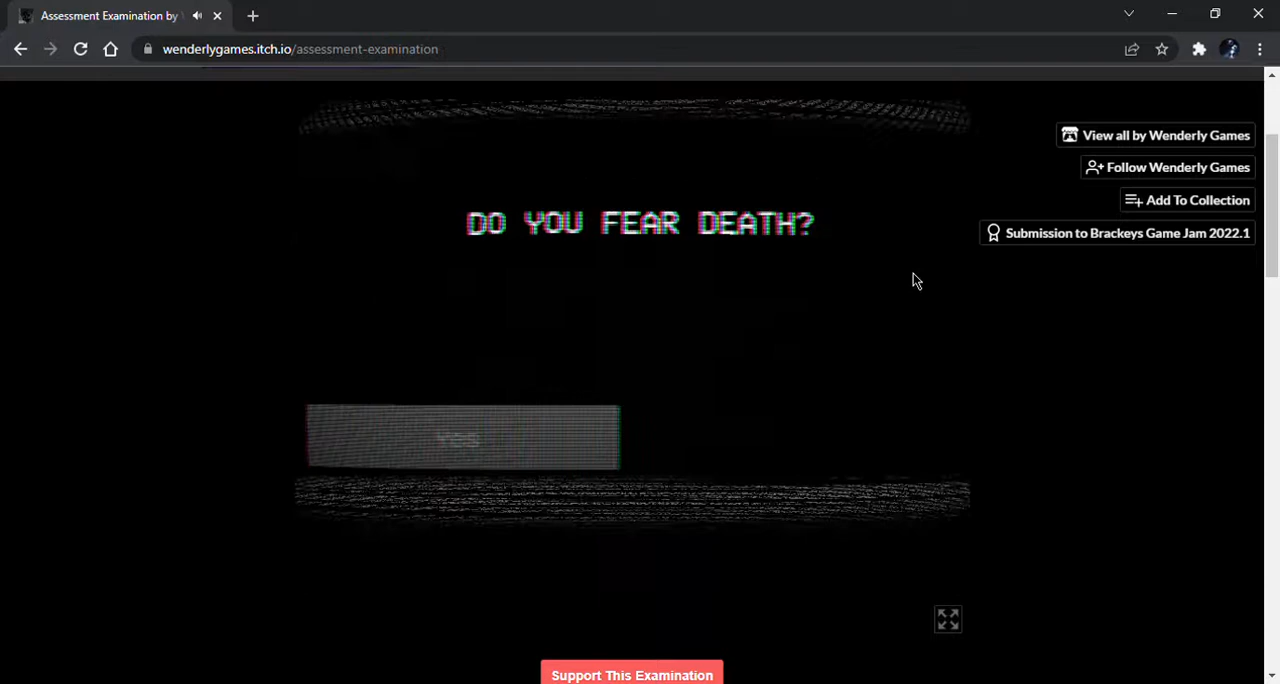 Assessment Examination by
wenderlygames.itch.io/assessment-examination
View all by Wenderly Games
Follow Wenderly Games
Add To Collection
Submission to Brackeys Game Jam 2022.1
DO YOU FEAR DEATH?
YES
Support This Examination